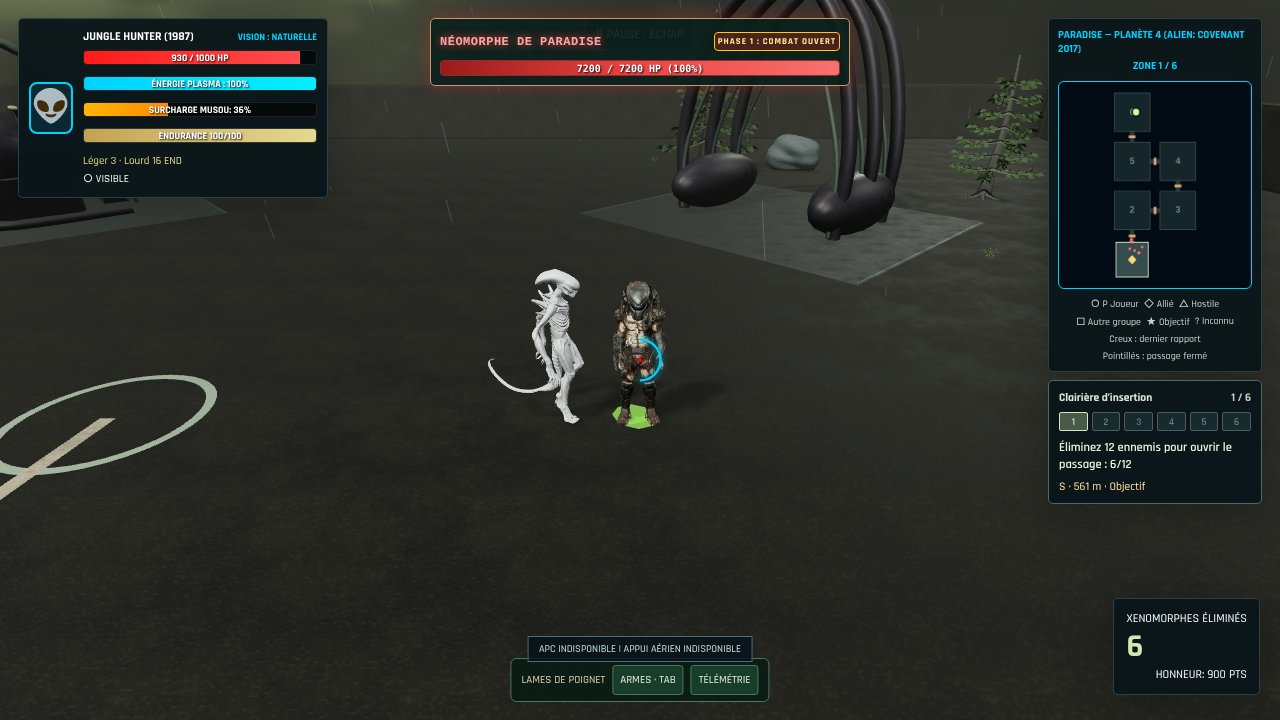 JUNGLE HUNTER (1987)
VISION : NATURELLE
930 / 1000 HP
ÉNERGIE PLASMA : 100%
SURCHARGE MUSOU: 36%
ENDURANCE 100/100
Léger 3 · Lourd 16 END
VISIBLE
PAUSE · ÉCHAP
NÉOMORPHE DE PARADISE
PHASE 1 : COMBAT OUVERT
7200 / 7200 HP (100%)
PARADISE — PLANÈTE 4 (ALIEN: COVENANT
2017)
ZONE 1 / 6
5
4
2
3
P Joueur ◇ Allié △ Hostile
□ Autre groupe ★ Objectif ? Inconnu
Creux : dernier rapport
Pointillés : passage fermé
Clairière d'insertion
1 / 6
1 2 3 4 5 6
Éliminez 12 ennemis pour ouvrir le
passage : 6/12
S · 561 m · Objectif
XENOMORPHES ÉLIMINÉS
6
HONNEUR: 900 PTS
APC INDISPONIBLE | APPUI AÉRIEN INDISPONIBLE
LAMES DE POIGNET
ARMES · TAB
TÉLÉMÉTRIE